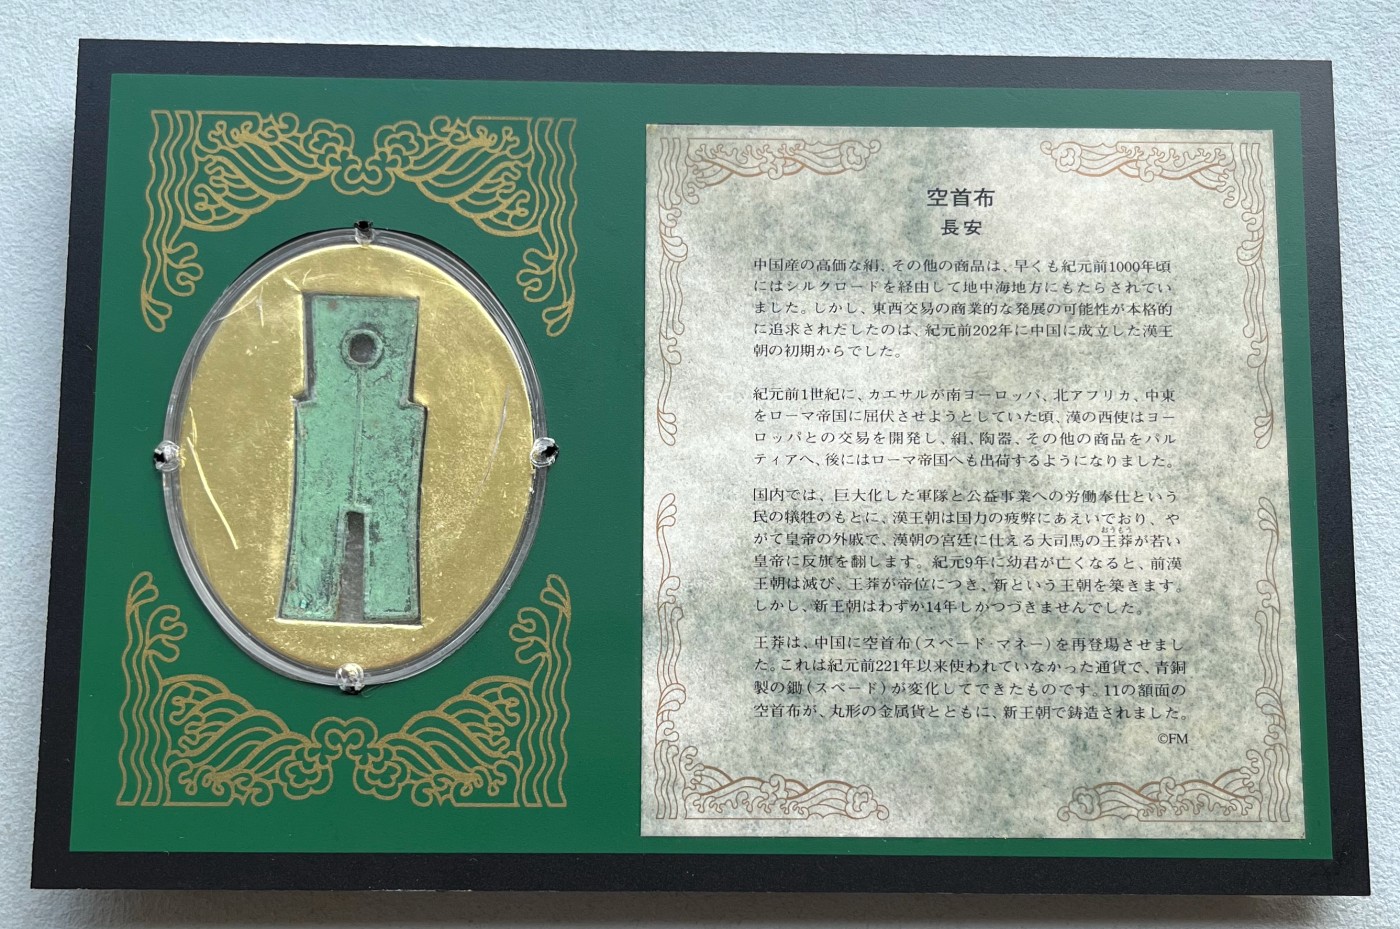 空首布
長安
中国産の高価な絹、その他の商品は、早くも紀元前1000年頃
にはシルクロードを経由して地中海地方にもたらされてい
ました。しかし、東西交易の商業的な発展の可能性が本格的
に追求されだしたのは、紀元前202年に中国に成立した漢王
朝の初期からでした。
紀元前1世紀に、カエサルが南ヨーロッパ、北アフリカ、中東
をローマ帝国に屈伏させようとしていた頃、漢の西使はヨー
ロッパとの交易を開発し、絹、陶器、その他の商品をパル
ティアへ、後にはローマ帝国へも出荷するようになりました。
国内では、巨大化した軍隊と公益事業への労働奉仕という
民の犠牲のもとに、漢王朝は国力の疲弊にあえいでおり、や
がて皇帝の外戚で、漢朝の宮廷に仕える大司馬の王莽が若い
皇帝に反旗を翻します。紀元9年に幼君が亡くなると、前漢
王朝は滅び、王莽が帝位につき、新という王朝を築きます。
しかし、新王朝はわずか14年しかつづきませんでした。
王莽は、中国に空首布(スペード・マネー)を再登場させまし
た。これは紀元前221年以来使われていなかった通貨で、青銅
製の鋤(スペード)が変化してできたものです。11の額面の
空首布が、丸形の金属貨とともに、新王朝で鋳造されました。
©FM